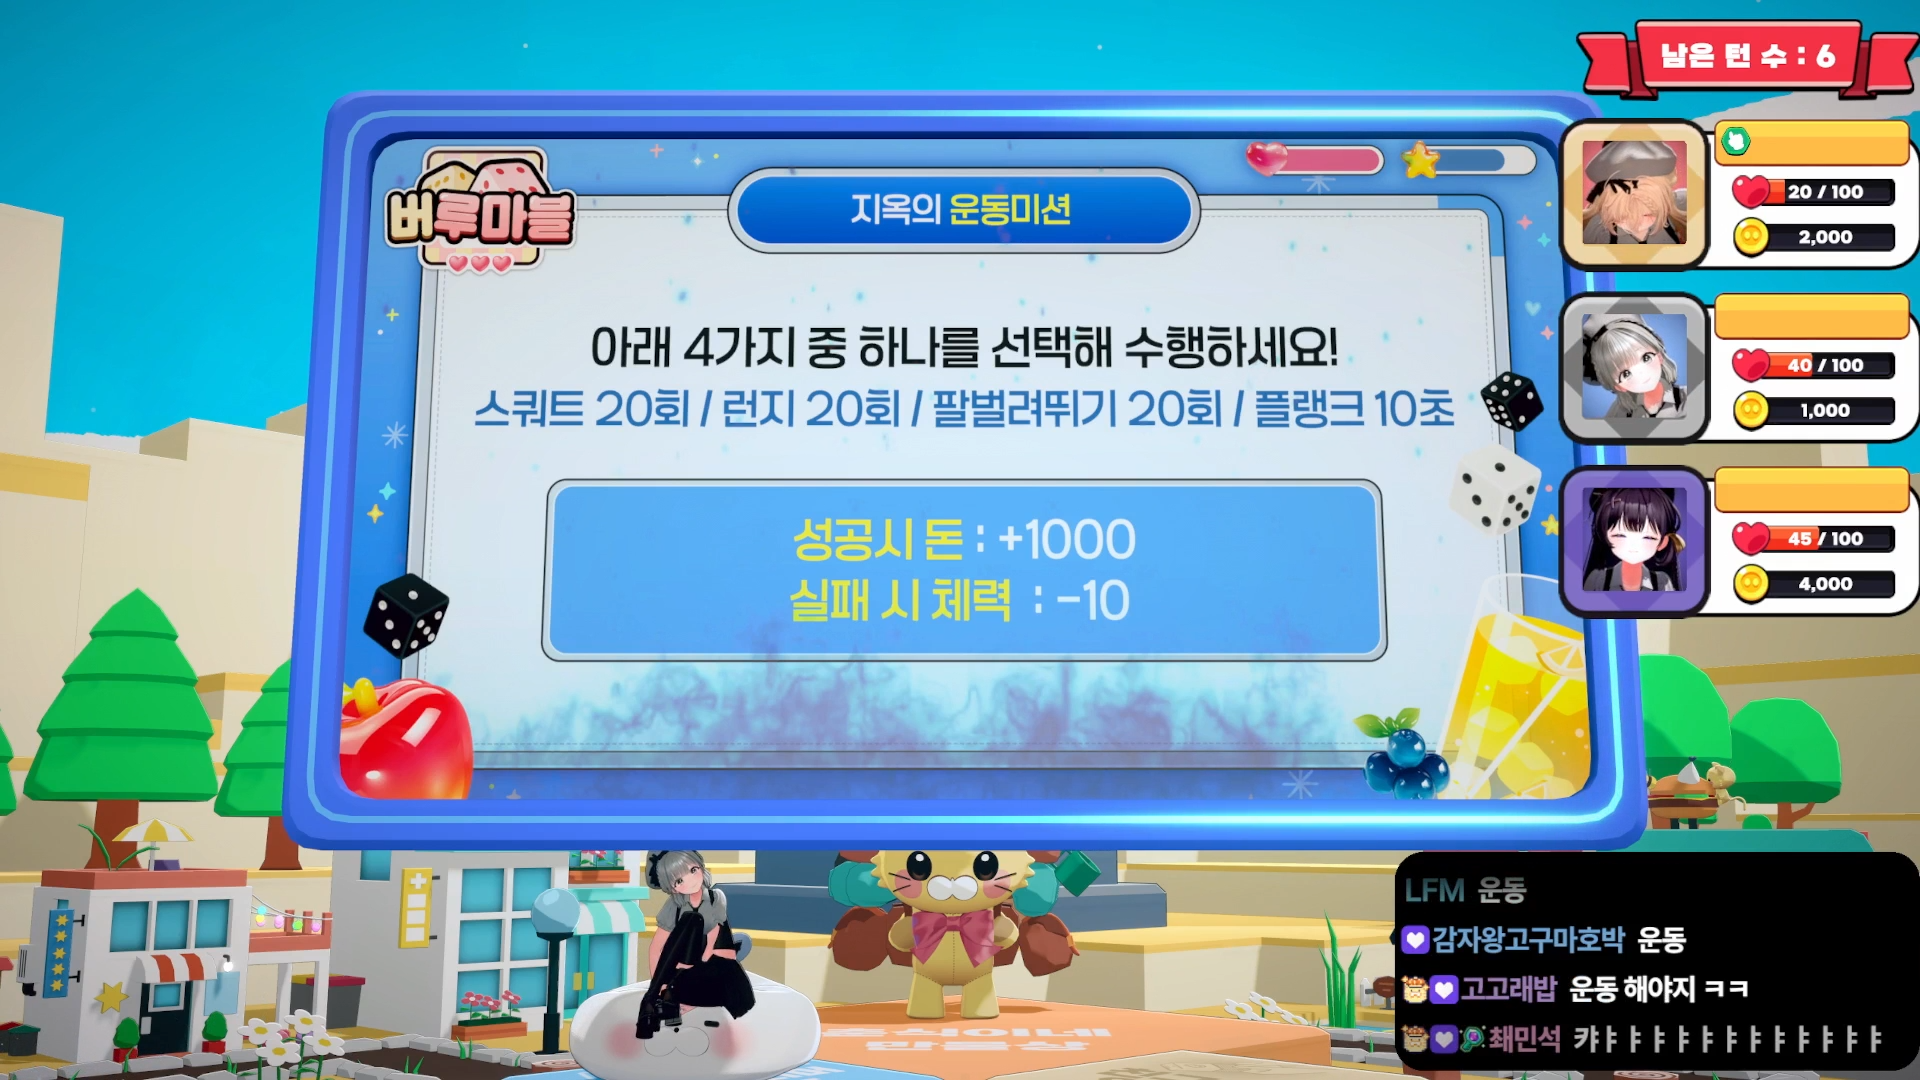 남은 턴 수 : 6
버루마블
지옥의 운동미션
아래 4가지 중 하나를 선택해 수행하세요!
스쿼트 20회 / 런지 20회 / 팔벌려뛰기 20회 / 플랭크 10초
성공시 돈 : +1000
실패 시 체력 : -10
20 / 100
2,000
40 / 100
1,000
45 / 100
4,000
LFM 운동
감자왕고구마호박 운동
고고래밥 운동 해야지 ㅋㅋ
쵀민석 캬ㅑㅑㅑㅑㅑㅑㅑㅑㅑㅑㅑㅑ